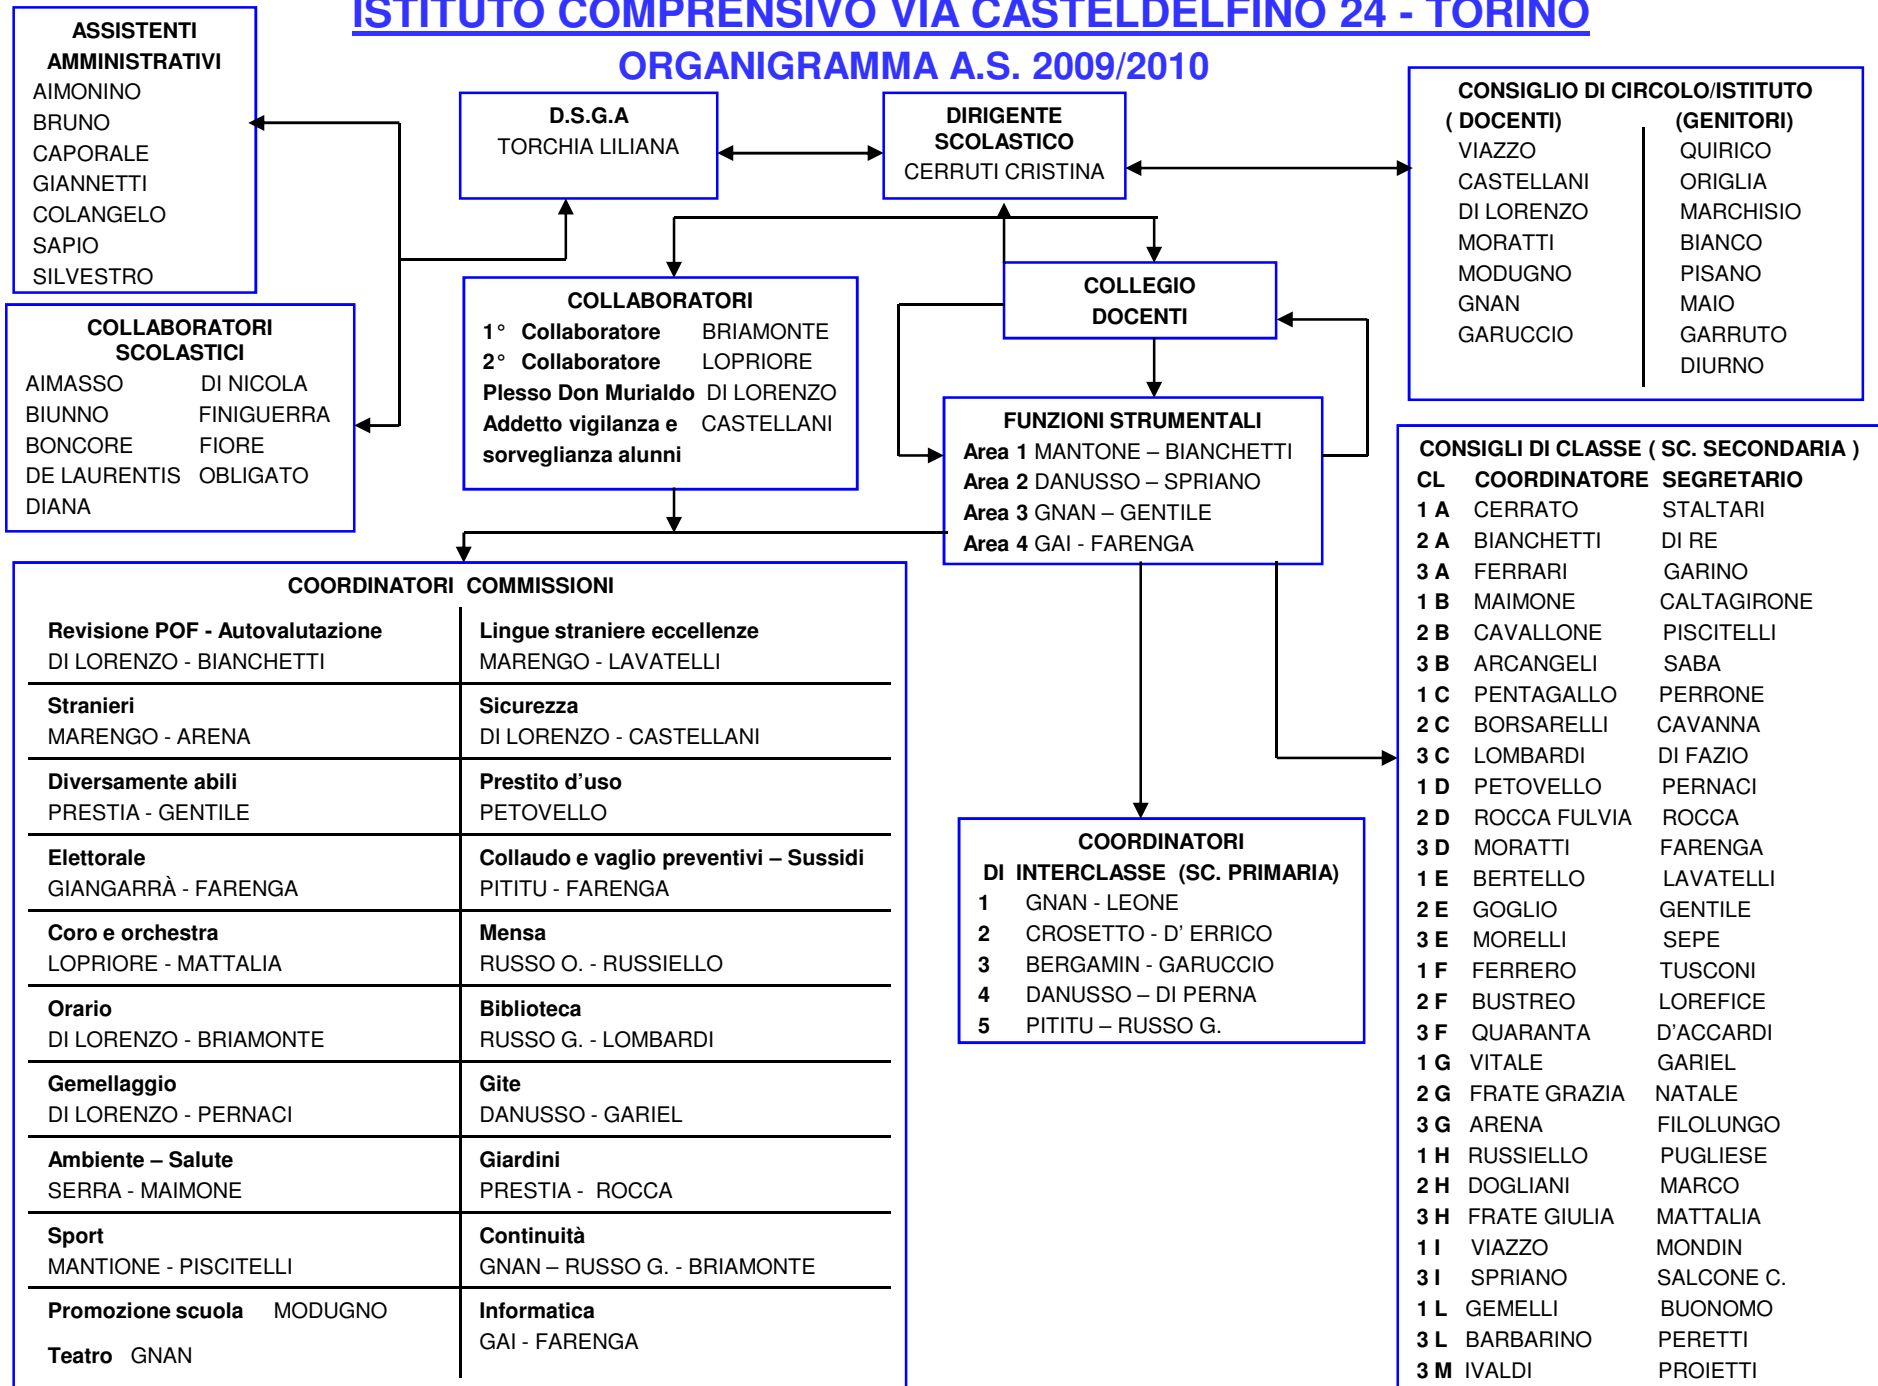 ISTITUTO COMPRENSIVO VIA CASTELDELFINO 24 - TORINO
ORGANIGRAMMA A.S. 2009/2010
ASSISTENTI
AMMINISTRATIVI
AIMONINO
BRUNO
CAPORALE
GIANNETTI
COLANGELO
SAPIO
SILVESTRO
D.S.G.A
TORCHIA LILIANA
DIRIGENTE
SCOLASTICO
CERRUTI CRISTINA
CONSIGLIO DI CIRCOLO/ISTITUTO
( DOCENTI) (GENITORI)
VIAZZO QUIRICO
CASTELLANI ORIGLIA
DI LORENZO MARCHISIO
MORATTI BIANCO
MODUGNO PISANO
GNAN MAIO
GARUCCIO GARRUTO
DIURNO
COLLABORATORI
SCOLASTICI
AIMASSO DI NICOLA
BIUNNO FINIGUERRA
BONCORE FIORE
DE LAURENTIS OBLIGATO
DIANA
COLLABORATORI
1° Collaboratore BRIAMONTE
2° Collaboratore LOPRIORE
Plesso Don Murialdo DI LORENZO
Addetto vigilanza e CASTELLANI
sorveglianza alunni
COLLEGIO
DOCENTI
FUNZIONI STRUMENTALI
Area 1 MANTONE – BIANCHETTI
Area 2 DANUSSO – SPRIANO
Area 3 GNAN – GENTILE
Area 4 GAI - FARENGA
COORDINATORI COMMISSIONI
Revisione POF - Autovalutazione
DI LORENZO - BIANCHETTI
Lingue straniere eccellenze
MARENGO - LAVATELLI
Stranieri
MARENGO - ARENA
Sicurezza
DI LORENZO - CASTELLANI
Diversamente abili
PRESTIA - GENTILE
Prestito d’uso
PETOVELLO
Elettorale
GIANGARRÀ - FARENGA
Collaudo e vaglio preventivi – Sussidi
PITITU - FARENGA
Coro e orchestra
LOPRIORE - MATTALIA
Mensa
RUSSO O. - RUSSIELLO
Orario
DI LORENZO - BRIAMONTE
Biblioteca
RUSSO G. - LOMBARDI
Gemellaggio
DI LORENZO - PERNACI
Gite
DANUSSO - GARIEL
Ambiente – Salute
SERRA - MAIMONE
Giardini
PRESTIA - ROCCA
Sport
MANTIONE - PISCITELLI
Continuità
GNAN – RUSSO G. - BRIAMONTE
Promozione scuola MODUGNO
Teatro GNAN
Informatica
GAI - FARENGA
COORDINATORI
DI INTERCLASSE (SC. PRIMARIA)
1 GNAN - LEONE
2 CROSETTO - D' ERRICO
3 BERGAMIN - GARUCCIO
4 DANUSSO – DI PERNA
5 PITITU – RUSSO G.
CONSIGLI DI CLASSE ( SC. SECONDARIA )
CL COORDINATORE SEGRETARIO
1 A CERRATO STALTARI
2 A BIANCHETTI DI RE
3 A FERRARI GARINO
1 B MAIMONE CALTAGIRONE
2 B CAVALLONE PISCITELLI
3 B ARCANGELI SABA
1 C PENTAGALLO PERRONE
2 C BORSARELLI CAVANNA
3 C LOMBARDI DI FAZIO
1 D PETOVELLO PERNACI
2 D ROCCA FULVIA ROCCA
3 D MORATTI FARENGA
1 E BERTELLO LAVATELLI
2 E GOGLIO GENTILE
3 E MORELLI SEPE
1 F FERRERO TUSCONI
2 F BUSTREO LOREFICE
3 F QUARANTA D'ACCARDI
1 G VITALE GARIEL
2 G FRATE GRAZIA NATALE
3 G ARENA FILOLUNGO
1 H RUSSIELLO PUGLIESE
2 H DOGLIANI MARCO
3 H FRATE GIULIA MATTALIA
1 I VIAZZO MONDIN
3 I SPRIANO SALCONE C.
1 L GEMELLI BUONOMO
3 L BARBARINO PERETTI
3 M IVALDI PROIETTI